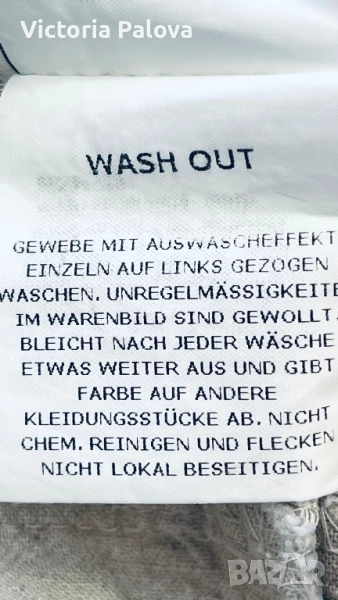 Victoria Palova
WASH OUT
GEWEBE MIT AUSWASCHEFFEKT
EINZELN AUF LINKS GEZOGEN
WASCHEN. UNREGELMÄSSIGKEITE
IM WARENBILD SIND GEWOLLT.
BLEICHT NACH JEDER WÄSCHE
ETWAS WEITER AUS UND GIBT
FARBE AUF ANDERE
KLEIDUNGSSTÜCKE AB. NICHT
CHEM. REINIGEN UND FLECKEN
NICHT LOKAL BESEITIGEN.
BAZAR